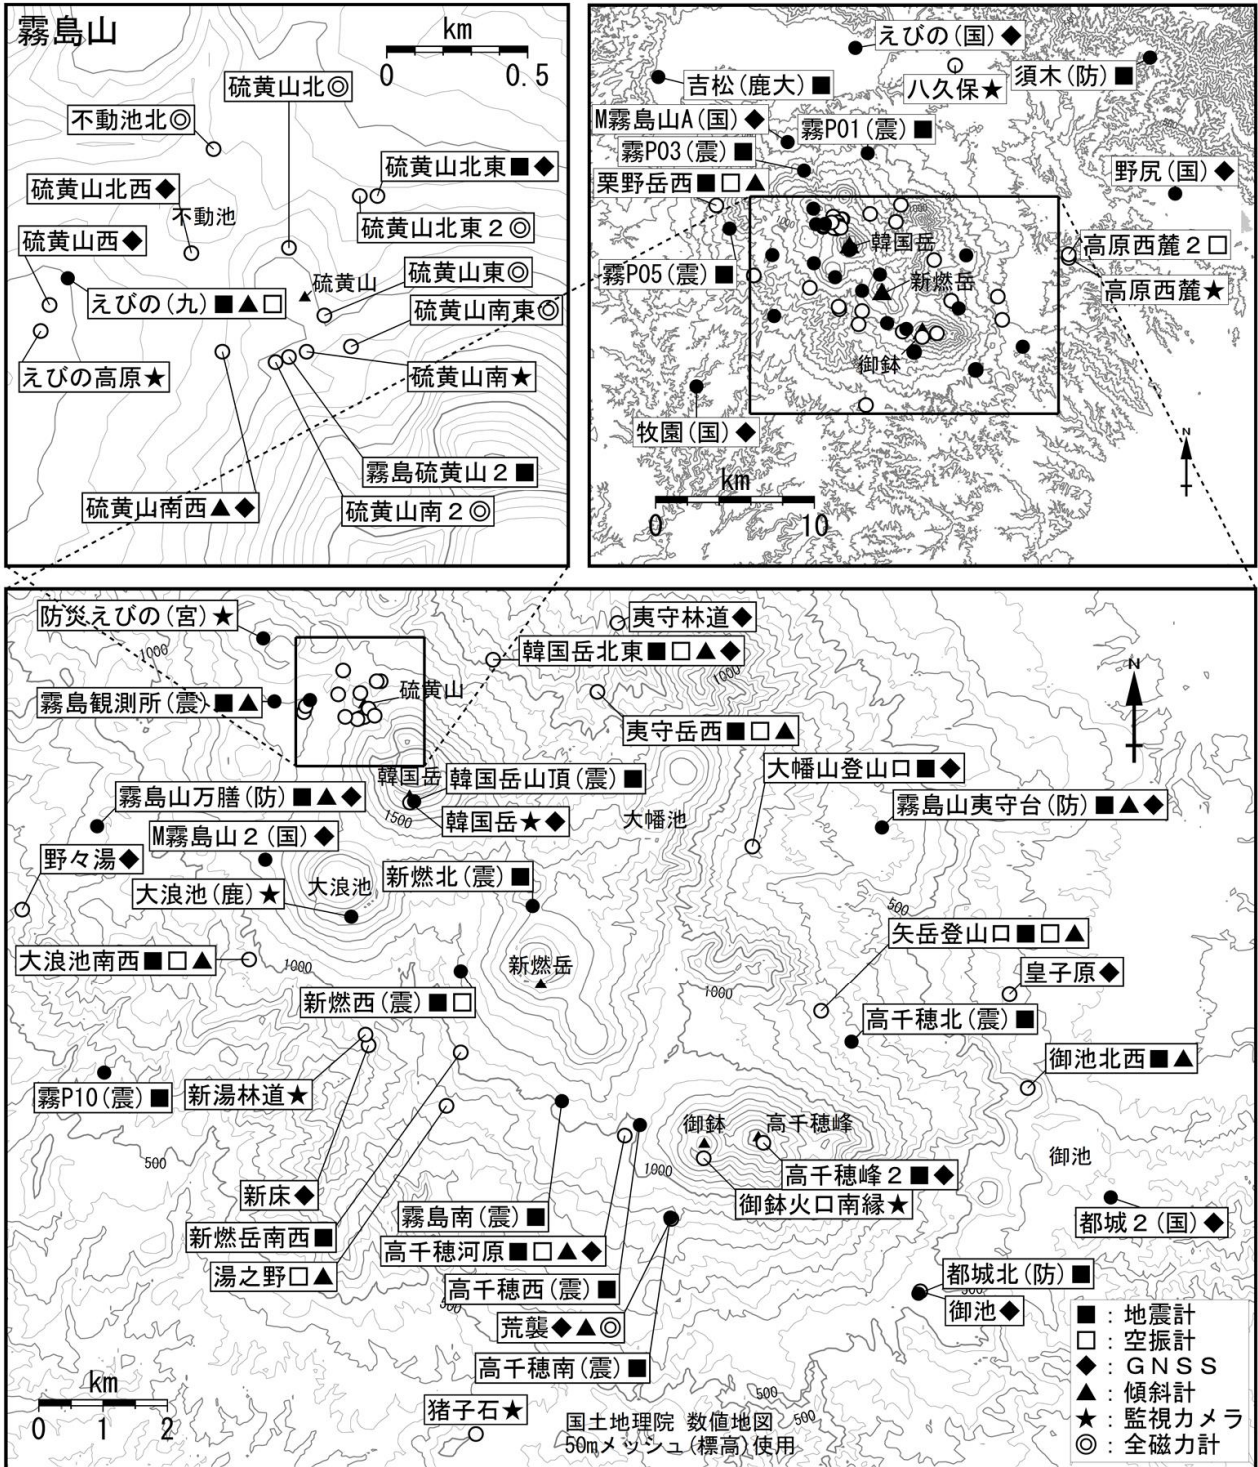 霧島山
km
0 0.5
硫黄山北◎
不動池北◎
硫黄山北東■◆
硫黄山北西◆
不動池
硫黄山北東2◎
硫黄山西◆
硫黄山東◎
硫黄山
えびの(九)■▲□
硫黄山南東◎
えびの高原★
硫黄山南★
霧島硫黄山2■
硫黄山南西▲◆
硫黄山南2◎
えびの(国)◆
吉松(鹿大)■
八久保★
須木(防)■
M霧島山A(国)◆
霧P01(震)■
霧P03(震)■
野尻(国)◆
栗野岳西■□▲
1000
1000
韓国岳
高原西麓2□
霧P05(震)■
新燃岳
高原西麓★
御鉢
牧園(国)◆
N
km
0 10
防災えびの(宮)★
夷守林道◆
1000
韓国岳北東■□▲◆
1000
N
霧島観測所(震)■▲
硫黄山
夷守岳西■□▲
韓国岳
韓国岳山頂(震)■
大幡山登山口■◆
霧島山万膳(防)■▲◆
霧島山夷守台(防)■▲◆
1500
韓国岳★◆
大幡池
M霧島山2(国)◆
野々湯◆
新燃北(震)■
大浪池
大浪池(鹿)★
500
矢岳登山口■□▲
大浪池南西■□▲
1000
新燃岳
皇子原◆
1000
新燃西(震)■□
高千穂北(震)■
御池北西■▲
霧P10(震)■
新湯林道★
御鉢
高千穂峰
500
1000
御池
高千穂峰2■◆
新床◆
御鉢火口南縁★
霧島南(震)■
都城2(国)◆
新燃岳南西■
高千穂河原■□▲◆
湯之野□▲
高千穂西(震)■
都城北(防)■
500
500
御池◆
荒襲◆▲◎
高千穂南(震)■
km
0 1 2
猪子石★
500
500
国土地理院 数値地図
50mメッシュ(標高)使用
■:地震計
□:空振計
◆:GNSS
▲:傾斜計
★:監視カメラ
◎:全磁力計